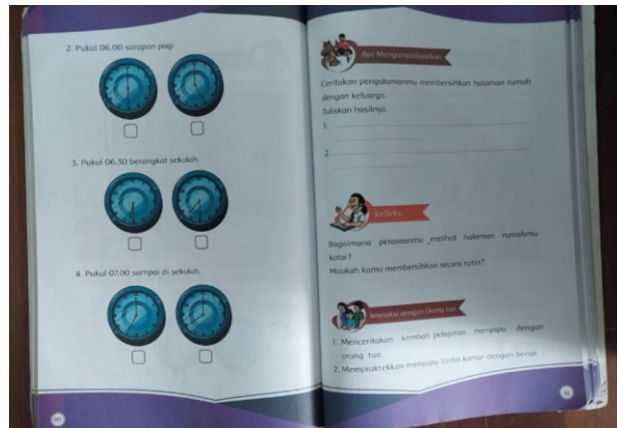 2. Pukul 06.00 sarapan pagi
3. Pukul 06.30 berangkat sekolah.
4. Pukul 07.00 sampai di sekolah.
Ayo Mengomunikasikan
Ceritakan pengalamanmu membersihkan halaman rumah
dengan keluarga.
Tuliskan hasilnya.
1.
2.
Refleksi
Bagaimana perasaanmu melihat halaman rumahmu
kotor?
Maukah kamu membersihkan secara rutin?
Interaksi dengan Orang tua
1. Menceritakan kembali pelajaran menyapu dengan
orang tua.
2. Mempraktekkan menyapu lantai kamar dengan benar.